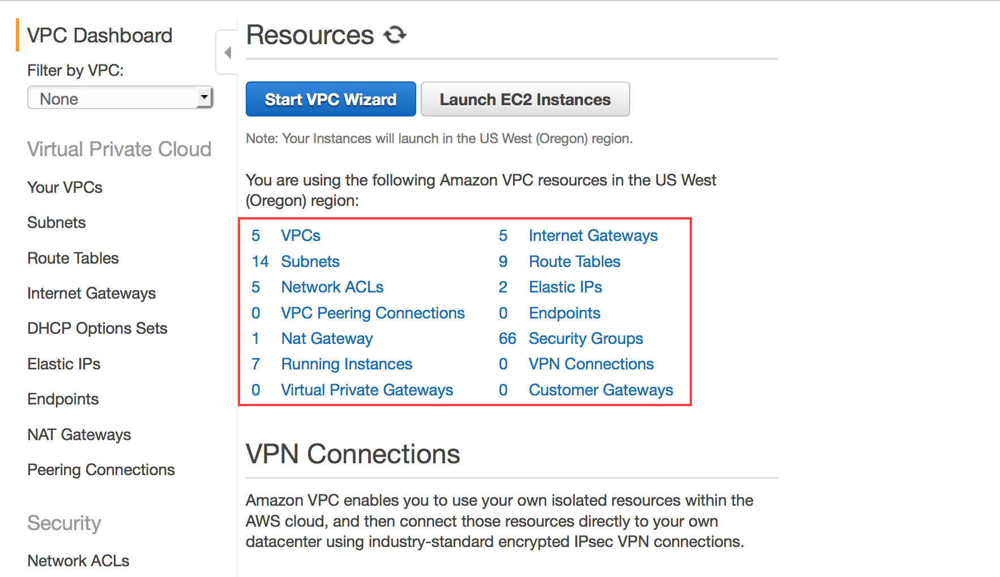 VPC Dashboard
Filter by VPC:
None
Virtual Private Cloud
Your VPCs
Subnets
Route Tables
Internet Gateways
DHCP Options Sets
Elastic IPs
Endpoints
NAT Gateways
Peering Connections
Security
Network ACLs
Resources
Start VPC Wizard
Launch EC2 Instances
Note: Your Instances will launch in the US West (Oregon) region.
You are using the following Amazon VPC resources in the US West
(Oregon) region:
5 VPCs
5 Internet Gateways
14 Subnets
9 Route Tables
5 Network ACLs
2 Elastic IPs
0 VPC Peering Connections
0 Endpoints
1 Nat Gateway
66 Security Groups
7 Running Instances
0 VPN Connections
0 Virtual Private Gateways
0 Customer Gateways
VPN Connections
Amazon VPC enables you to use your own isolated resources within the
AWS cloud, and then connect those resources directly to your own
datacenter using industry-standard encrypted IPsec VPN connections.